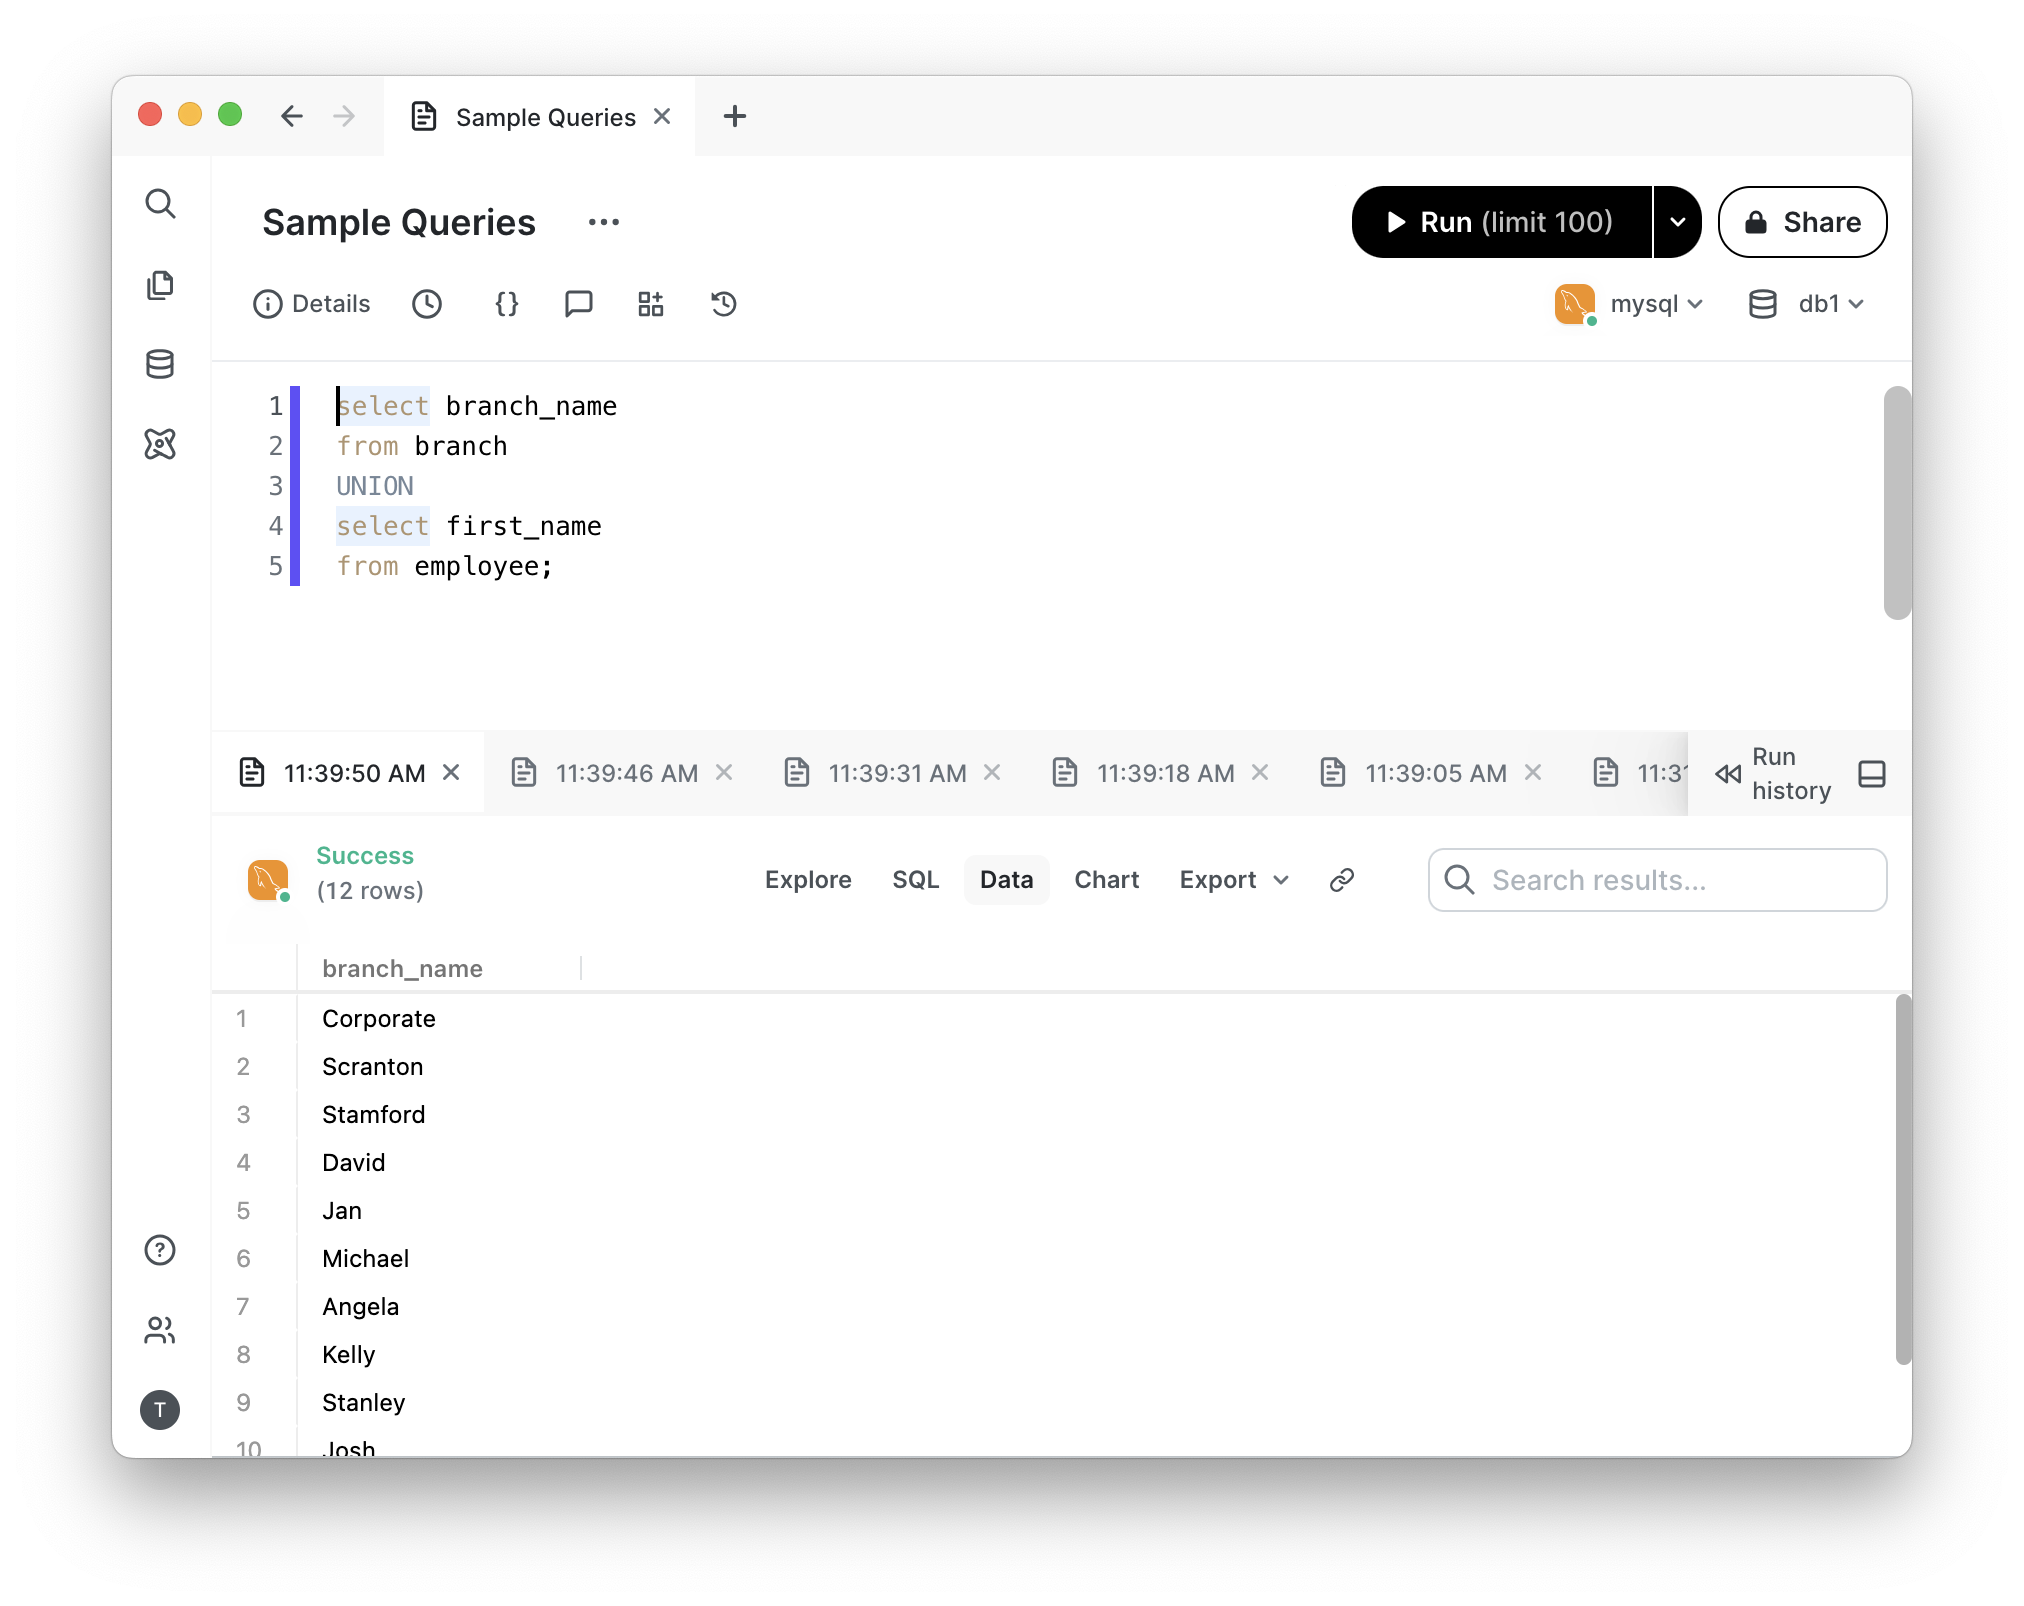 Sample Queries
Sample Queries
Run (limit 100)
Share
Details
{}
mysql
db1
1 select branch_name
2 from branch
3 UNION
4 select first_name
5 from employee;
11:39:50 AM
11:39:46 AM
11:39:31 AM
11:39:18 AM
11:39:05 AM
Run
history
Success
(12 rows)
Explore
SQL
Data
Chart
Export
Search results...
branch_name
1 Corporate
2 Scranton
3 Stamford
4 David
5 Jan
6 Michael
7 Angela
8 Kelly
9 Stanley
10 Josh
?
T